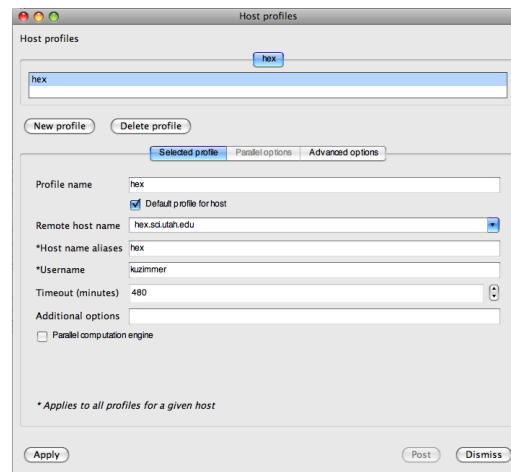 Host profiles
Host profiles
hex
hex
New profile Delete profile
Selected profile Parallel options Advanced options
Profile name hex
Default profile for host
Remote host name hex.sci.utah.edu
*Host name aliases hex
*Username kuzimmer
Timeout (minutes) 480
Additional options
Parallel computation engine
* Applies to all profiles for a given host
Apply Post Dismiss